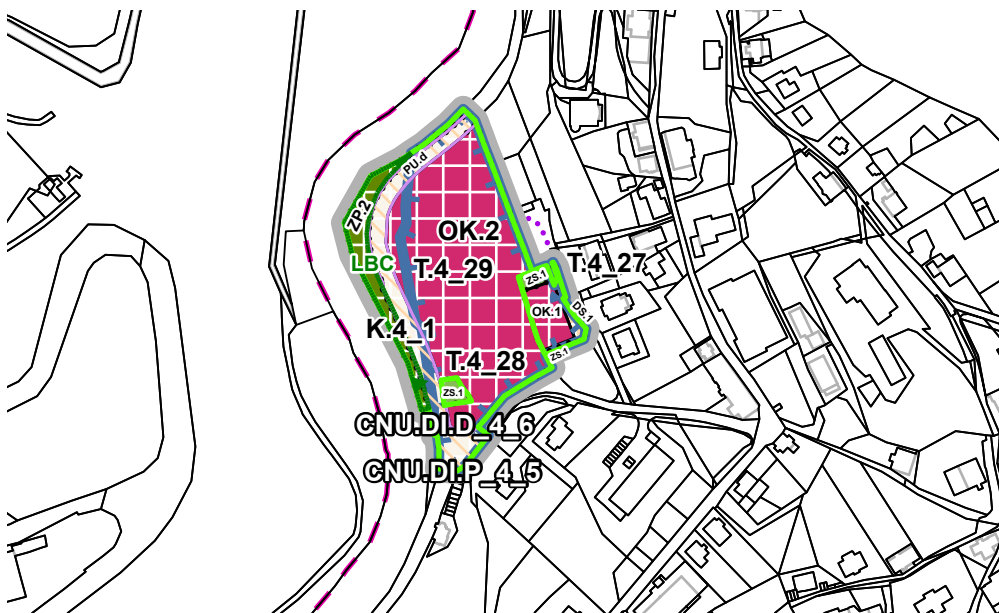 PU.d
ZP.2
OK.2
LBC
T.4_29
T.4_27
ZS.1
OK.1
DS.1
K.4_1
ZS.1
T.4_28
ZS.1
CNU.DI.D_4_6
CNU.DI.P_4_5